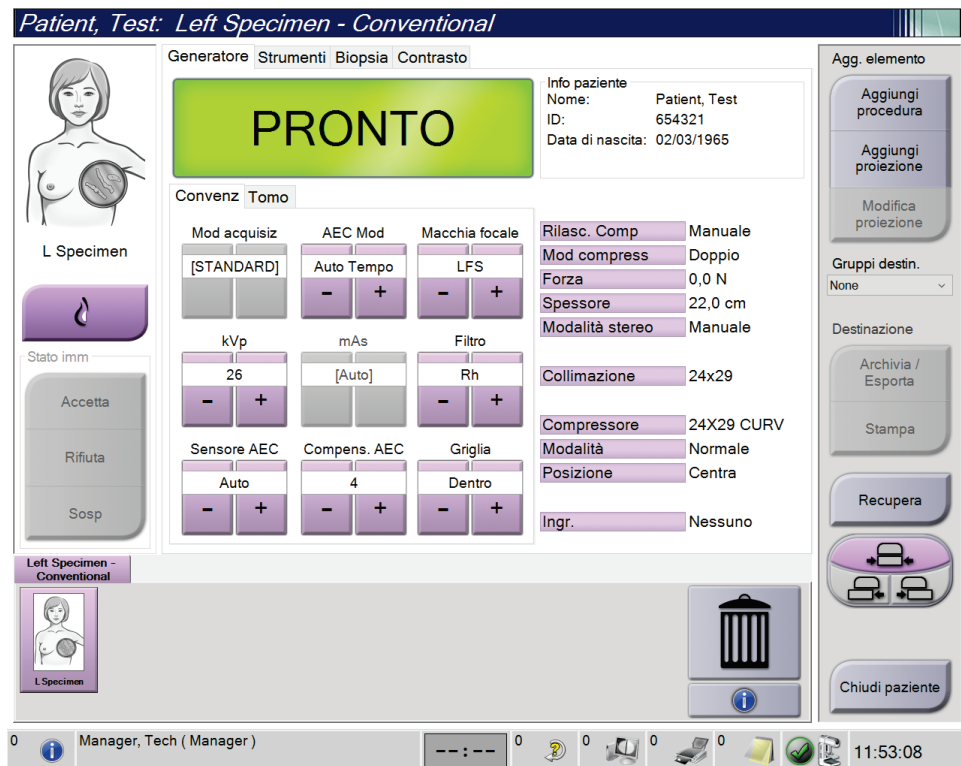 Patient, Test: Left Specimen - Conventional
L Specimen
Stato imm
Accetta
Rifiuta
Sosp
Generatore Strumenti Biopsia Contrasto
PRONTO
Info paziente
Nome: Patient, Test
ID: 654321
Data di nascita: 02/03/1965
Convenz Tomo
Mod acquisiz AEC Mod Macchia focale
[STANDARD] Auto Tempo LFS
- + - +
kVp mAs Filtro
26 [Auto] Rh
- + - +
Sensore AEC Compens. AEC Griglia
Auto 4 Dentro
- + - + - +
Rilasc. Comp Manuale
Mod compress Doppio
Forza 0,0 N
Spessore 22,0 cm
Modalità stereo Manuale
Collimazione 24x29
Compressore 24X29 CURV
Modalità Normale
Posizione Centra
Ingr. Nessuno
Agg. elemento
Aggiungi
procedura
Aggiungi
proiezione
Modifica
proiezione
Gruppi destin.
None
Destinazione
Archivia /
Esporta
Stampa
Recupera
Chiudi paziente
Left Specimen -
Conventional
L Specimen
0 Manager, Tech ( Manager ) --:-- 0 0 0 0 11:53:08